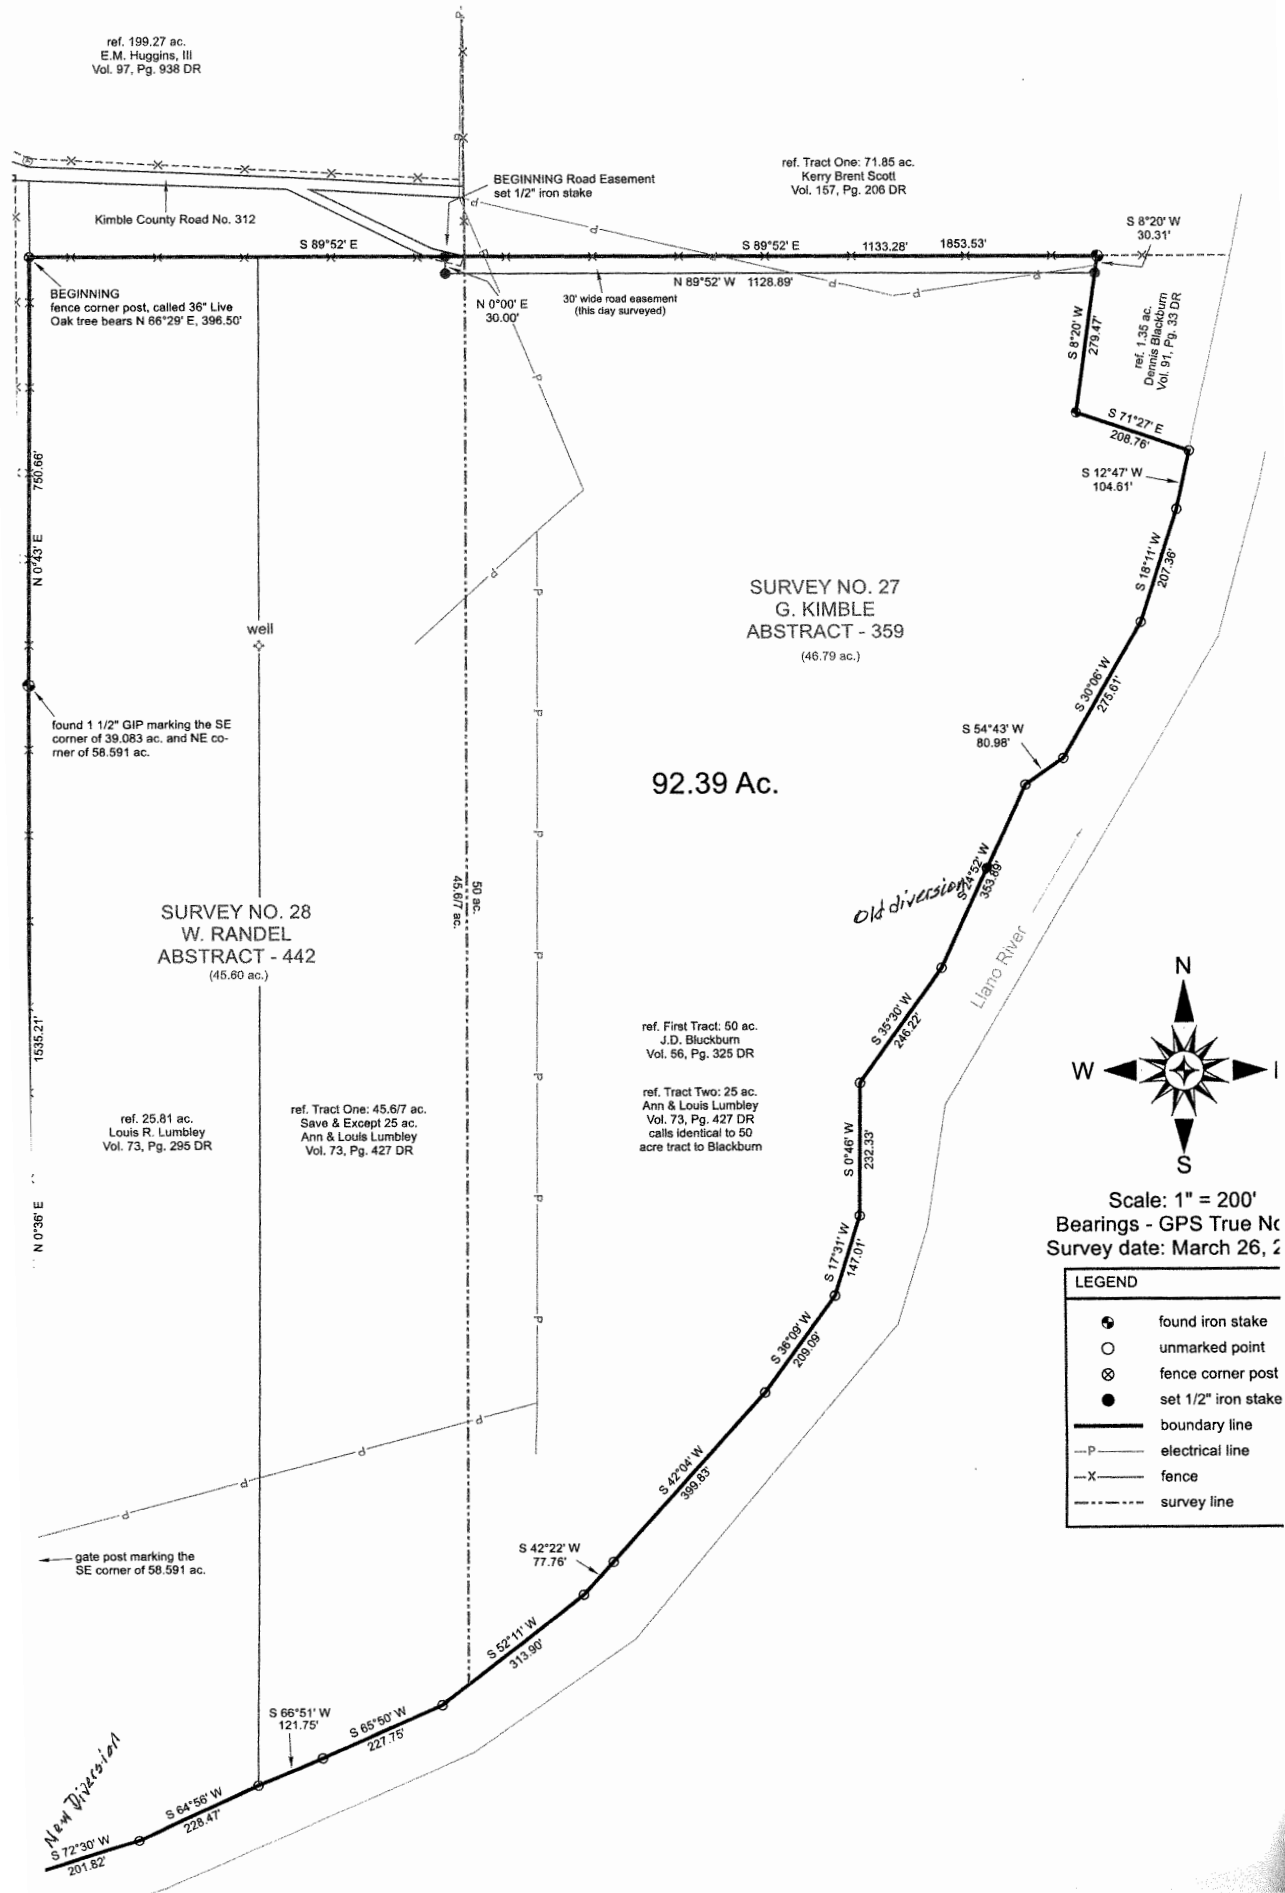 ref. 199.27 ac.
E.M. Huggins, III
Vol. 97, Pg. 938 DR
BEGINNING Road Easement
set 1/2" iron stake
ref. Tract One: 71.85 ac.
Kerry Brent Scott
Vol. 157, Pg. 206 DR
Kimble County Road No. 312
S 8°20' W
30.31'
S 89°52' E
S 89°52' E 1133.28' 1853.53'
N 89°52' W 1128.89'
BEGINNING
fence corner post, called 36" Live
Oak tree bears N 66°29' E, 396.50'
N 0°00' E
30.00'
30' wide road easement
(this day surveyed)
S 8°20' W
279.47'
ref. 1.35 ac.
Dennis Blackburn
Vol. 91, Pg. 33 DR
S 71°27' E
208.76'
S 12°47' W
104.61'
N 0°43' E 750.66'
S 18°11' W
207.36'
SURVEY NO. 27
G. KIMBLE
ABSTRACT - 359
(46.79 ac.)
well
S 30°06' W
275.61'
found 1 1/2" GIP marking the SE
corner of 39.083 ac. and NE co-
rner of 58.591 ac.
S 54°43' W
80.98'
92.39 Ac.
S 24°52' W
353.89'
Old diversion
50 ac.
45.6/7 ac.
SURVEY NO. 28
W. RANDEL
ABSTRACT - 442
(45.60 ac.)
Llano River
N
W
S
S 35°30' W
246.22'
ref. First Tract: 50 ac.
J.D. Bluckburn
Vol. 56, Pg. 325 DR
ref. Tract Two: 25 ac.
Ann & Louis Lumbley
Vol. 73, Pg. 427 DR
calls identical to 50
acre tract to Blackburn
N 0°36' E 1535.21'
ref. 25.81 ac.
Louis R. Lumbley
Vol. 73, Pg. 295 DR
ref. Tract One: 45.6/7 ac.
Save & Except 25 ac.
Ann & Louis Lumbley
Vol. 73, Pg. 427 DR
S 0°46' W
232.33'
S 17°31' W
147.01'
Scale: 1" = 200'
Bearings - GPS True
Survey date: March 26,
LEGEND
found iron stake
unmarked point
fence corner post
set 1/2" iron stake
boundary line
P electrical line
X fence
survey line
S 36°09' W
209.09'
S 42°04' W
399.83'
S 42°22' W
77.76'
gate post marking the
SE corner of 58.591 ac.
S 52°11' W
313.90'
S 66°51' W
121.75'
S 65°50' W
227.75'
S 64°56' W
228.47'
New Diversion
S 72°30' W
201.82'